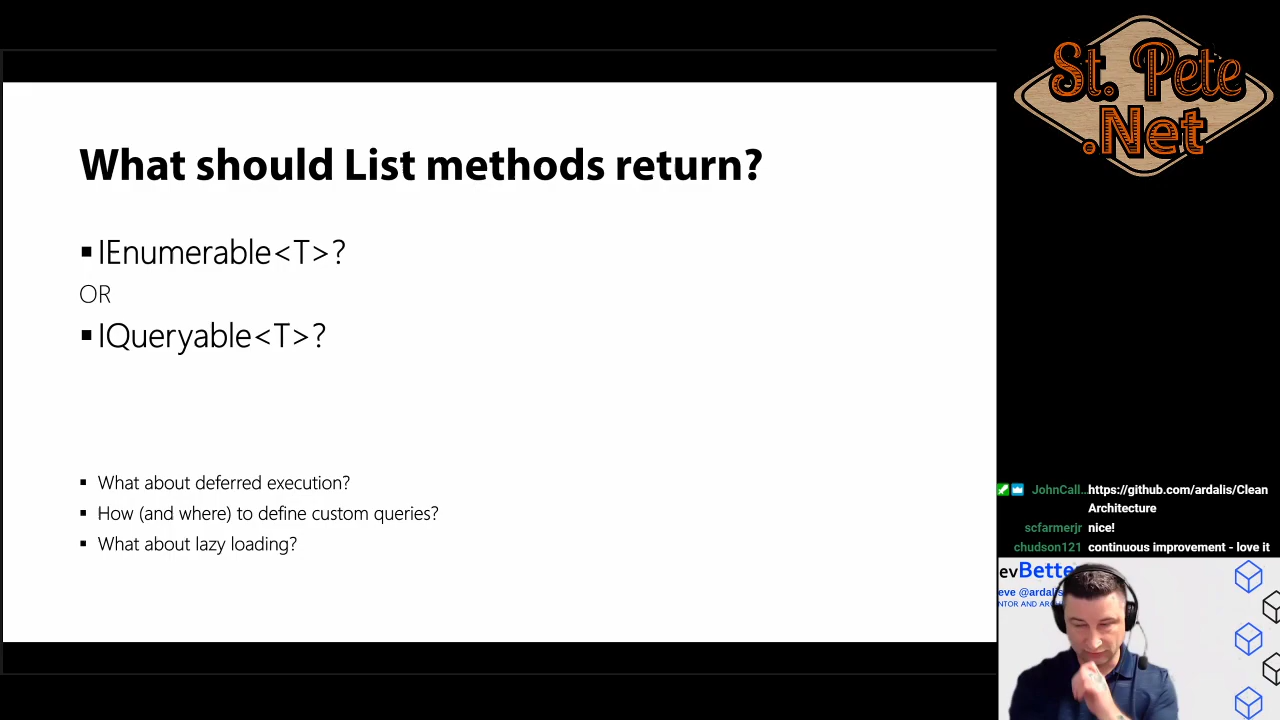 What should List methods return?
▪ IEnumerable<T>?
OR
▪ IQueryable<T>?
▪ What about deferred execution?
▪ How (and where) to define custom queries?
▪ What about lazy loading?
St. Pete
.Net
JohnCall... https://github.com/ardalis/Clean
Architecture
scfarmerjr nice!
chudson121 continuous improvement - love it
evBette
eve @ardalis
NTOR AND ARC